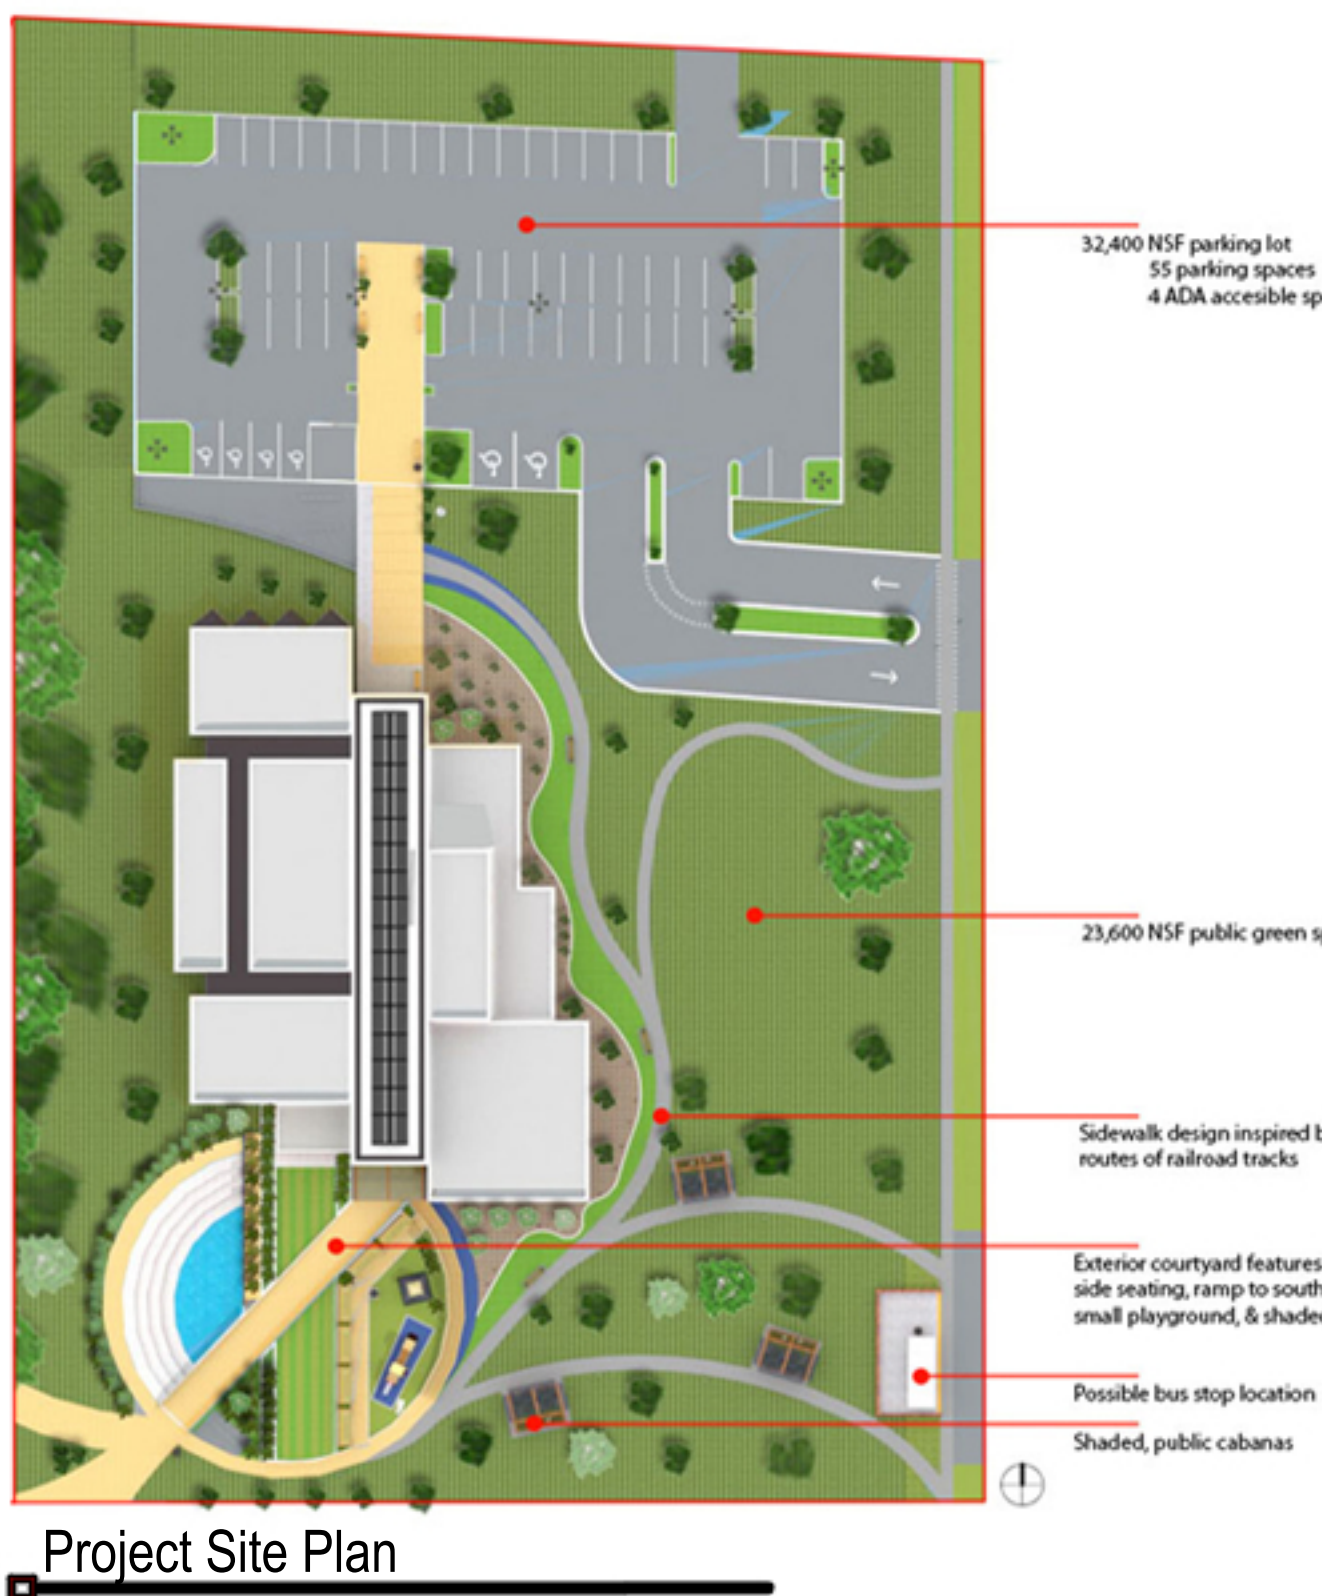 32,400 NSF parking lot
55 parking spaces
4 ADA accesible
23,600 NSF public green
Sidewalk design inspired
routes of railroad tracks
Exterior courtyard features
side seating, ramp to south
small playground, & shaded
Possible bus stop location
Shaded, public cabanas
Project Site Plan